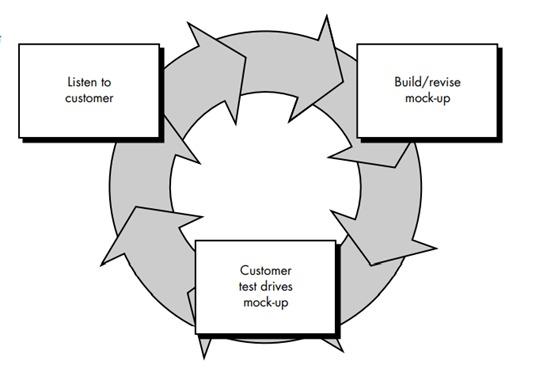 Listen to
customer
Build/revise
mock-up
Customer
test drives
mock-up